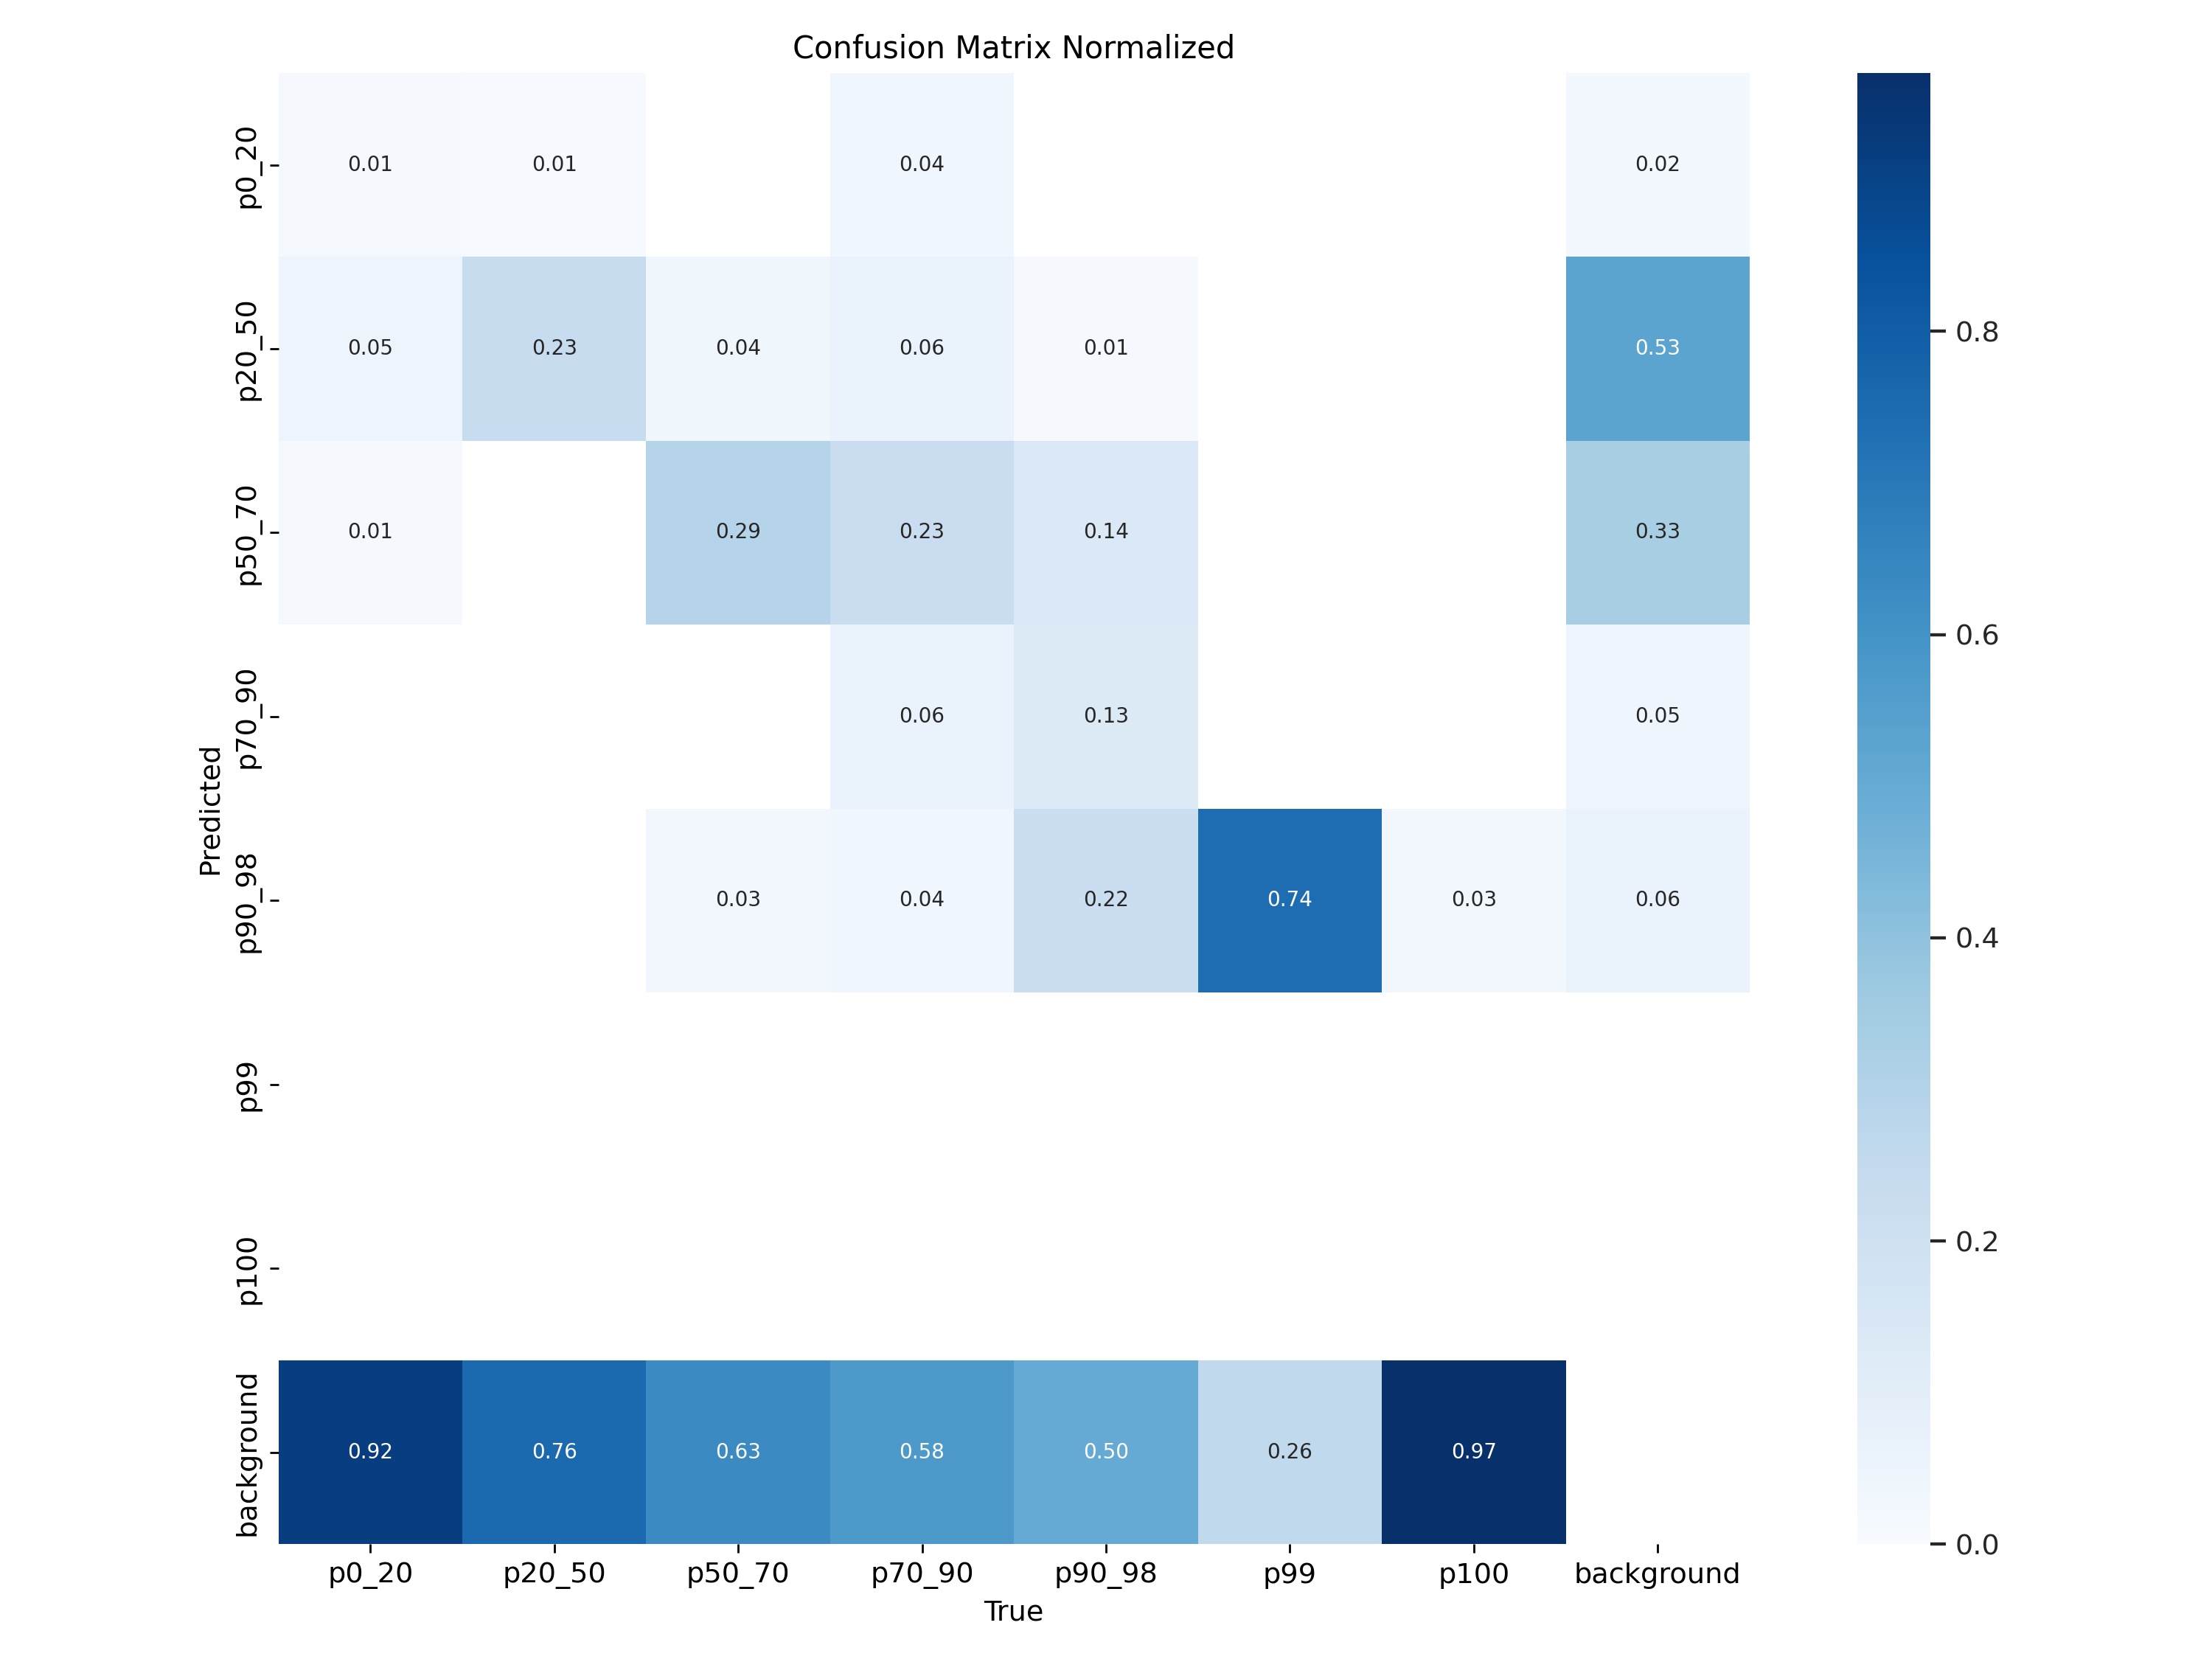 Confusion Matrix Normalized
p0_20
0.01 0.01 0.04 0.02
p20_50
0.05 0.23 0.04 0.06 0.01 0.53
p50_70
0.01 0.29 0.23 0.14 0.33
p70_90
0.06 0.13 0.05
p90_98
0.03 0.04 0.22 0.74 0.03 0.06
p99
p100
background
0.92 0.76 0.63 0.58 0.50 0.26 0.97
Predicted
p0_20 p20_50 p50_70 p70_90 p90_98 p99 p100 background
True
0.8
0.6
0.4
0.2
0.0